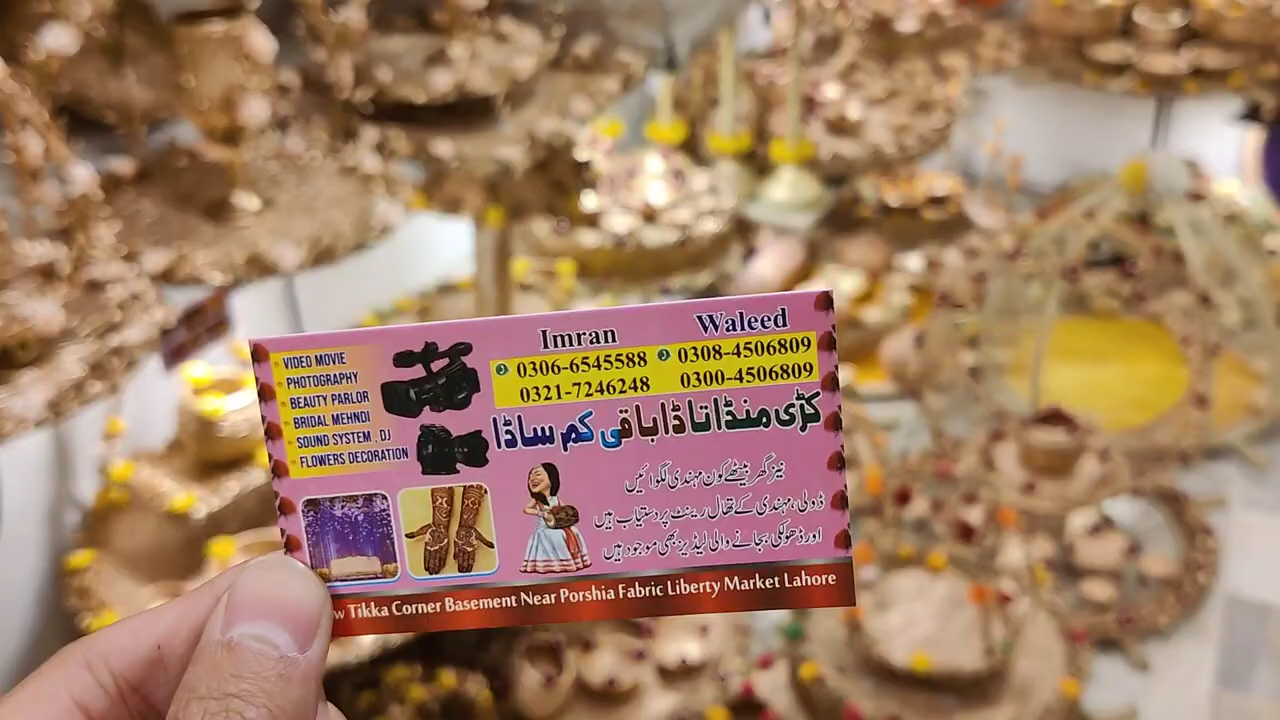 Imran Waleed
0306-6545588 0308-4506809
0321-7246248 0300-4506809
VIDEO MOVIE
PHOTOGRAPHY
BEAUTY PARLOR
BRIDAL MEHNDI
SOUND SYSTEM , DJ
FLOWERS DECORATION
کڑی منڈا تاڈا باقی کم ساڈا
نیز گھر بیٹھے کون مہندی لگوائیں
ڈولی، مہندی کے تھال رینٹ پر دستیاب ہیں
اور ڈھولکی بجانے والی لیڈیز بھی موجود ہیں
Tikka Corner Basement Near Porshia Fabric Liberty Market Lahore